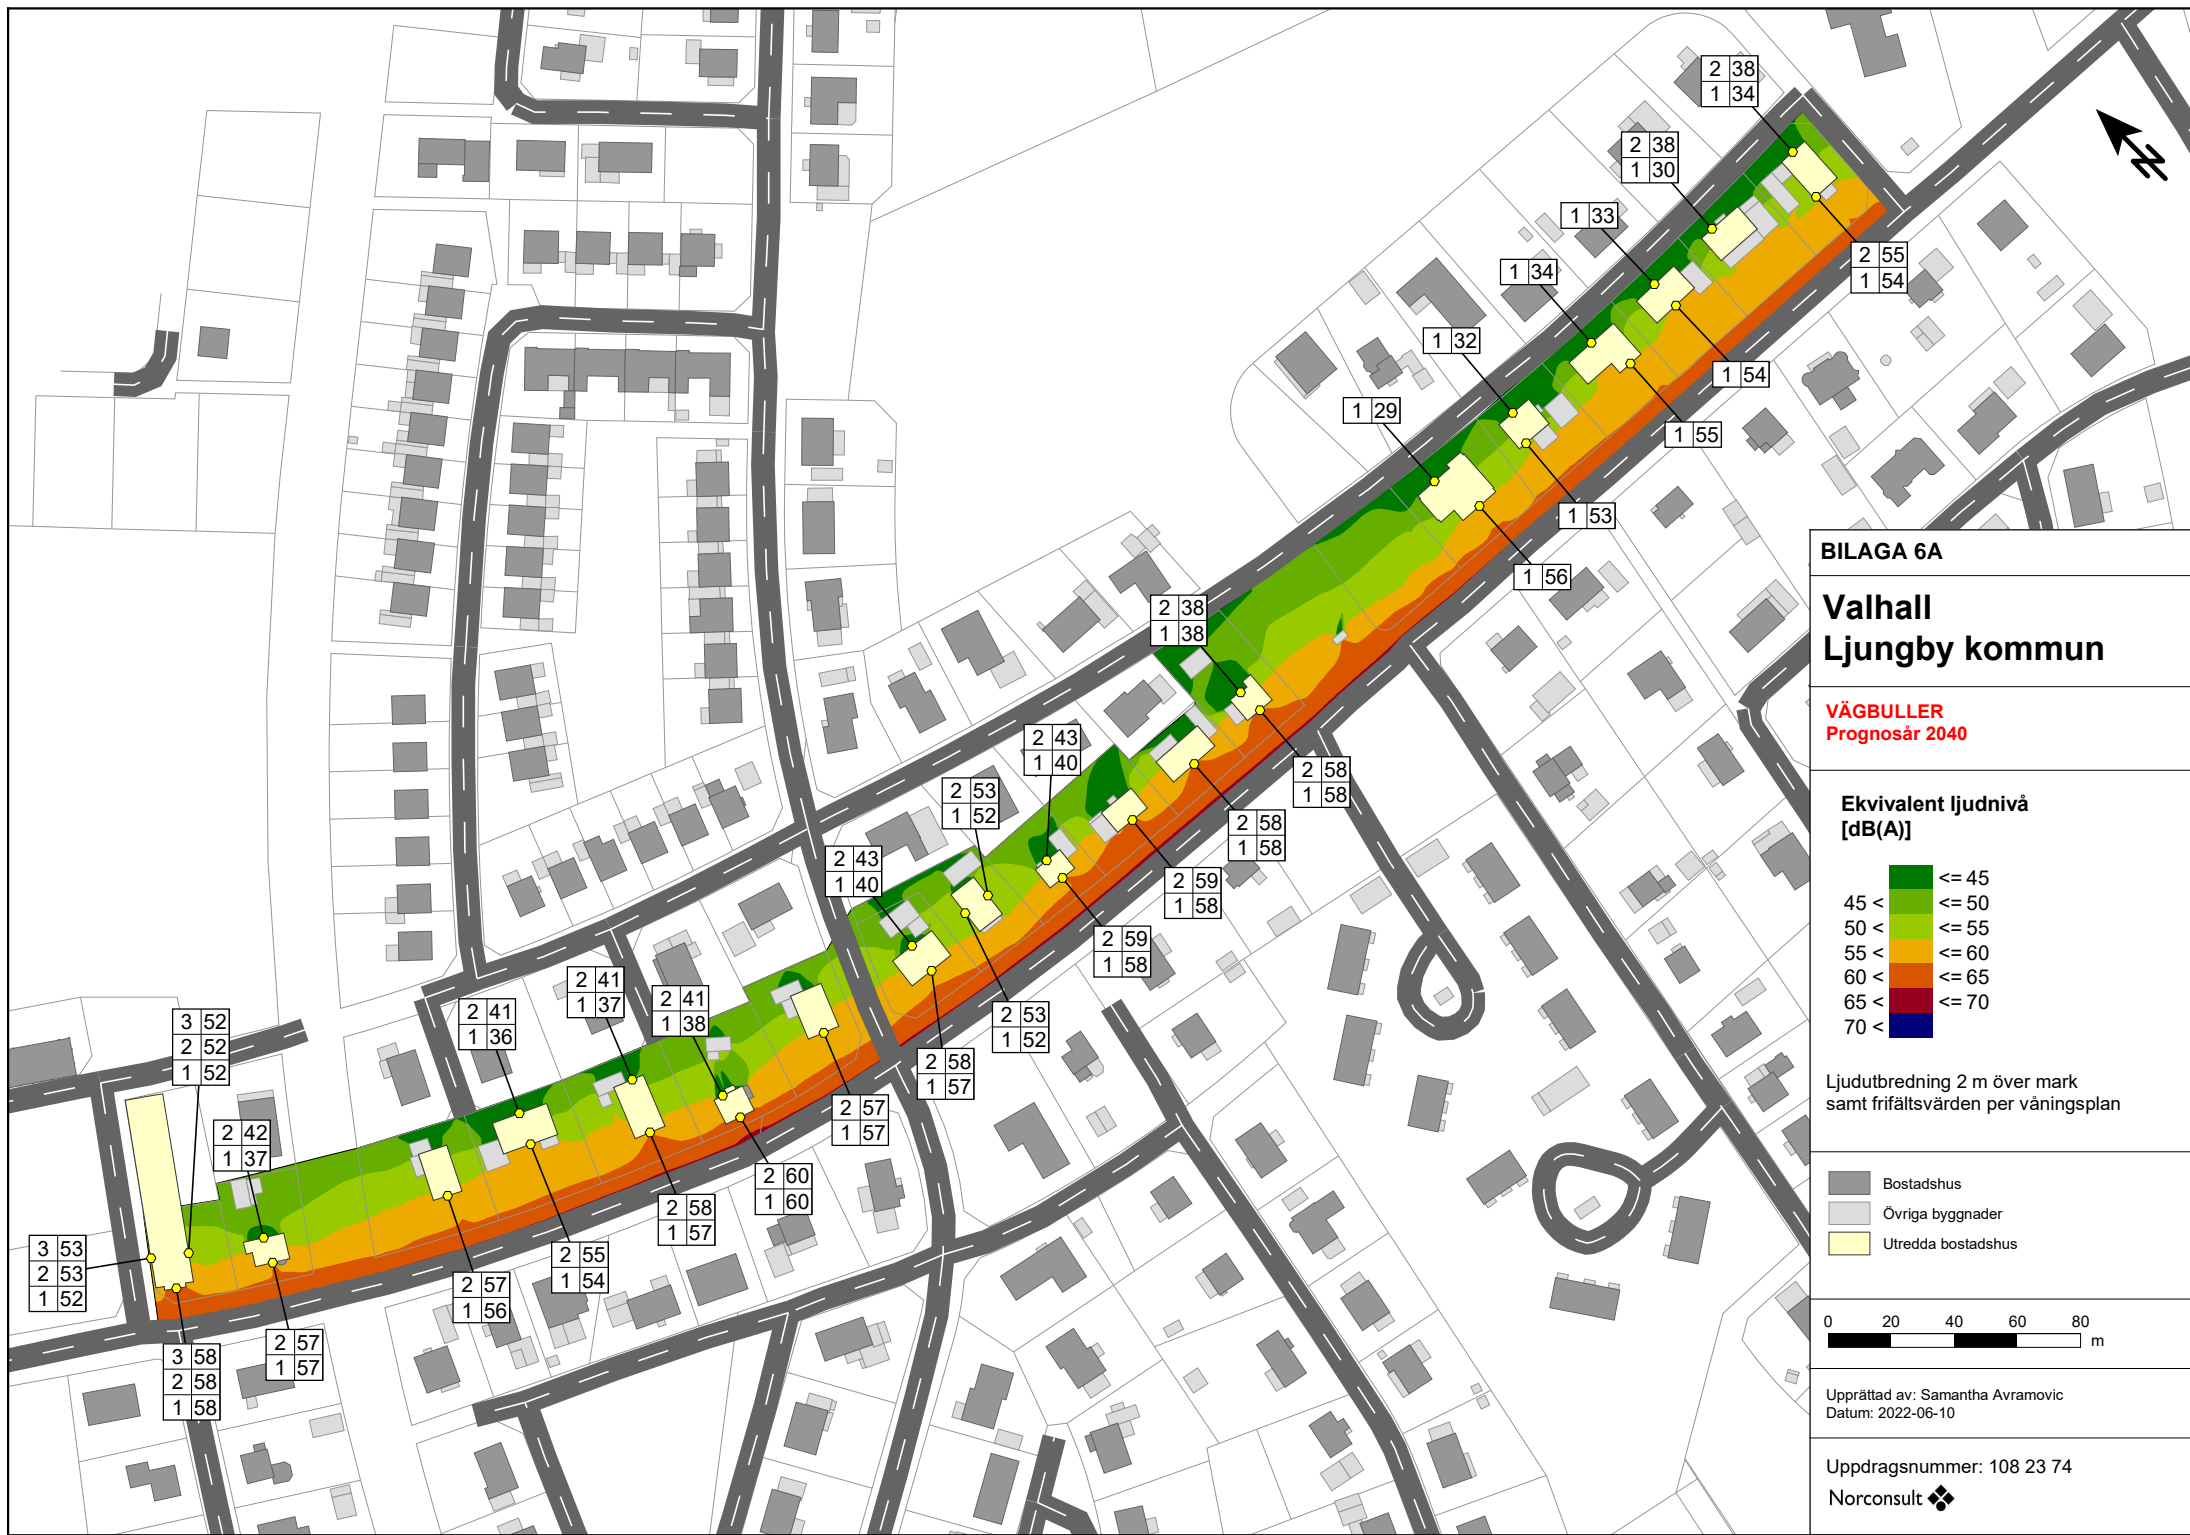 2 38
1 34
2 38
1 30
1 33
1 34
1 32
1 29
2 55
1 54
1 54
1 55
1 53
1 56
2 38
1 38
2 43
1 40
2 53
1 52
2 43
1 40
2 58
1 58
2 58
1 58
2 59
1 58
2 59
1 58
2 53
1 52
2 58
1 57
2 57
1 57
2 41
1 38
2 41
1 37
2 41
1 36
3 52
2 52
1 52
2 42
1 37
3 53
2 53
1 52
3 58
2 58
1 58
2 57
1 57
2 57
1 56
2 55
1 54
2 58
1 57
2 60
1 60
N
BILAGA 6A
Valhall
Ljungby kommun
VÄGBULLER
Prognosår 2040
Ekvivalent ljudnivå
[dB(A)]
<= 45
45 < <= 50
50 < <= 55
55 < <= 60
60 < <= 65
65 < <= 70
70 <
Ljudutbredning 2 m över mark
samt frifältsvärden per våningsplan
Bostadshus
Övriga byggnader
Utredda bostadshus
0 20 40 60 80
m
Upprättad av: Samantha Avramovic
Datum: 2022-06-10
Uppdragsnummer: 108 23 74
Norconsult